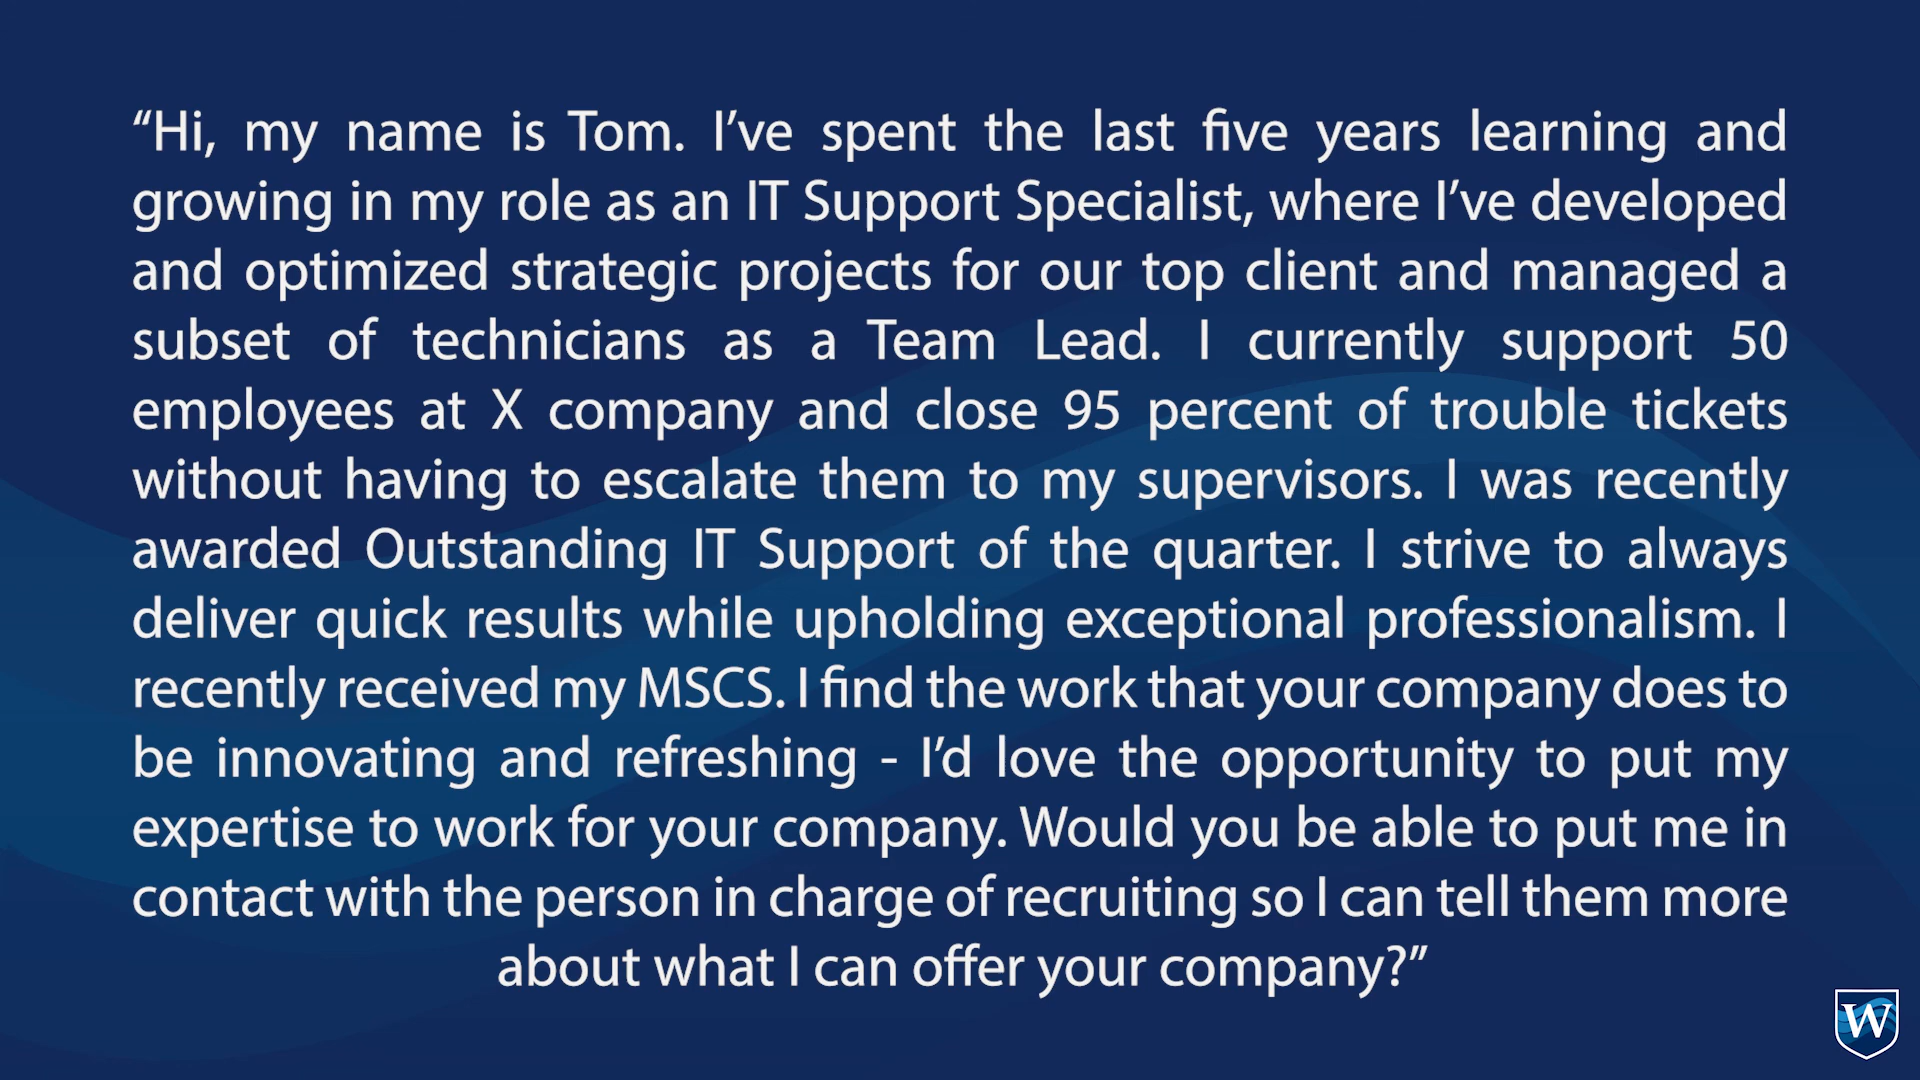 “Hi, my name is Tom. I’ve spent the last five years learning and
growing in my role as an IT Support Specialist, where I’ve developed
and optimized strategic projects for our top client and managed a
subset of technicians as a Team Lead. I currently support 50
employees at X company and close 95 percent of trouble tickets
without having to escalate them to my supervisors. I was recently
awarded Outstanding IT Support of the quarter. I strive to always
deliver quick results while upholding exceptional professionalism. I
recently received my MSCS. I find the work that your company does to
be innovating and refreshing - I’d love the opportunity to put my
expertise to work for your company. Would you be able to put me in
contact with the person in charge of recruiting so I can tell them more
about what I can offer your company?”
W